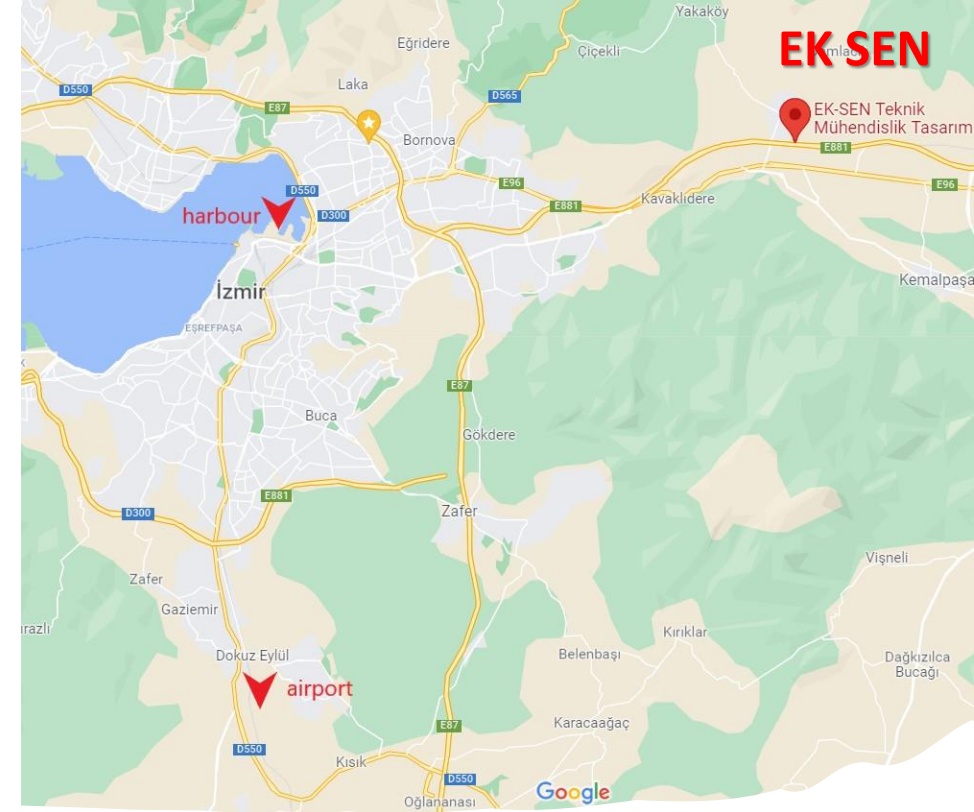 Yakaköy
EK SEN
Eğridere
Çiçekli
Laka
D550
D565
E87
EK-SEN Teknik
Mühendislik Tasarım
Bornova
E881
E96
E96
D550
Kavaklıdere
E881
harbour
D300
Kemalpaşa
İzmir
EŞREFPAŞA
E87
Buca
Gökdere
E881
Zafer
D300
Vişneli
Zafer
Gaziemir
Kırıklar
Dokuz Eylül
Belenbaşı
Dağkızılca
Bucağı
airport
Karacaağaç
E87
D550
Kısık
D550
Google
Oğlananası